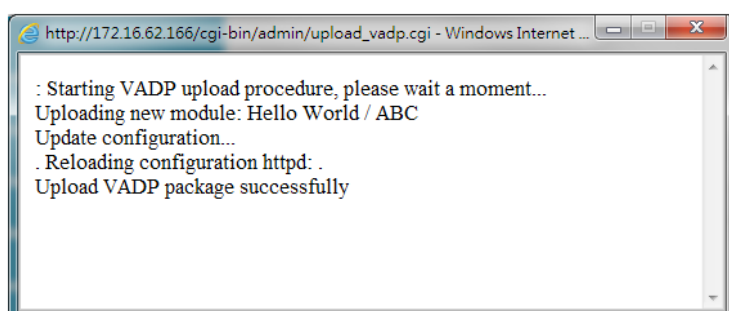 http://172.16.62.166/cgi-bin/admin/upload_vadp.cgi - Windows Internet ...
: Starting VADP upload procedure, please wait a moment...
Uploading new module: Hello World / ABC
Update configuration...
. Reloading configuration httpd: .
Upload VADP package successfully